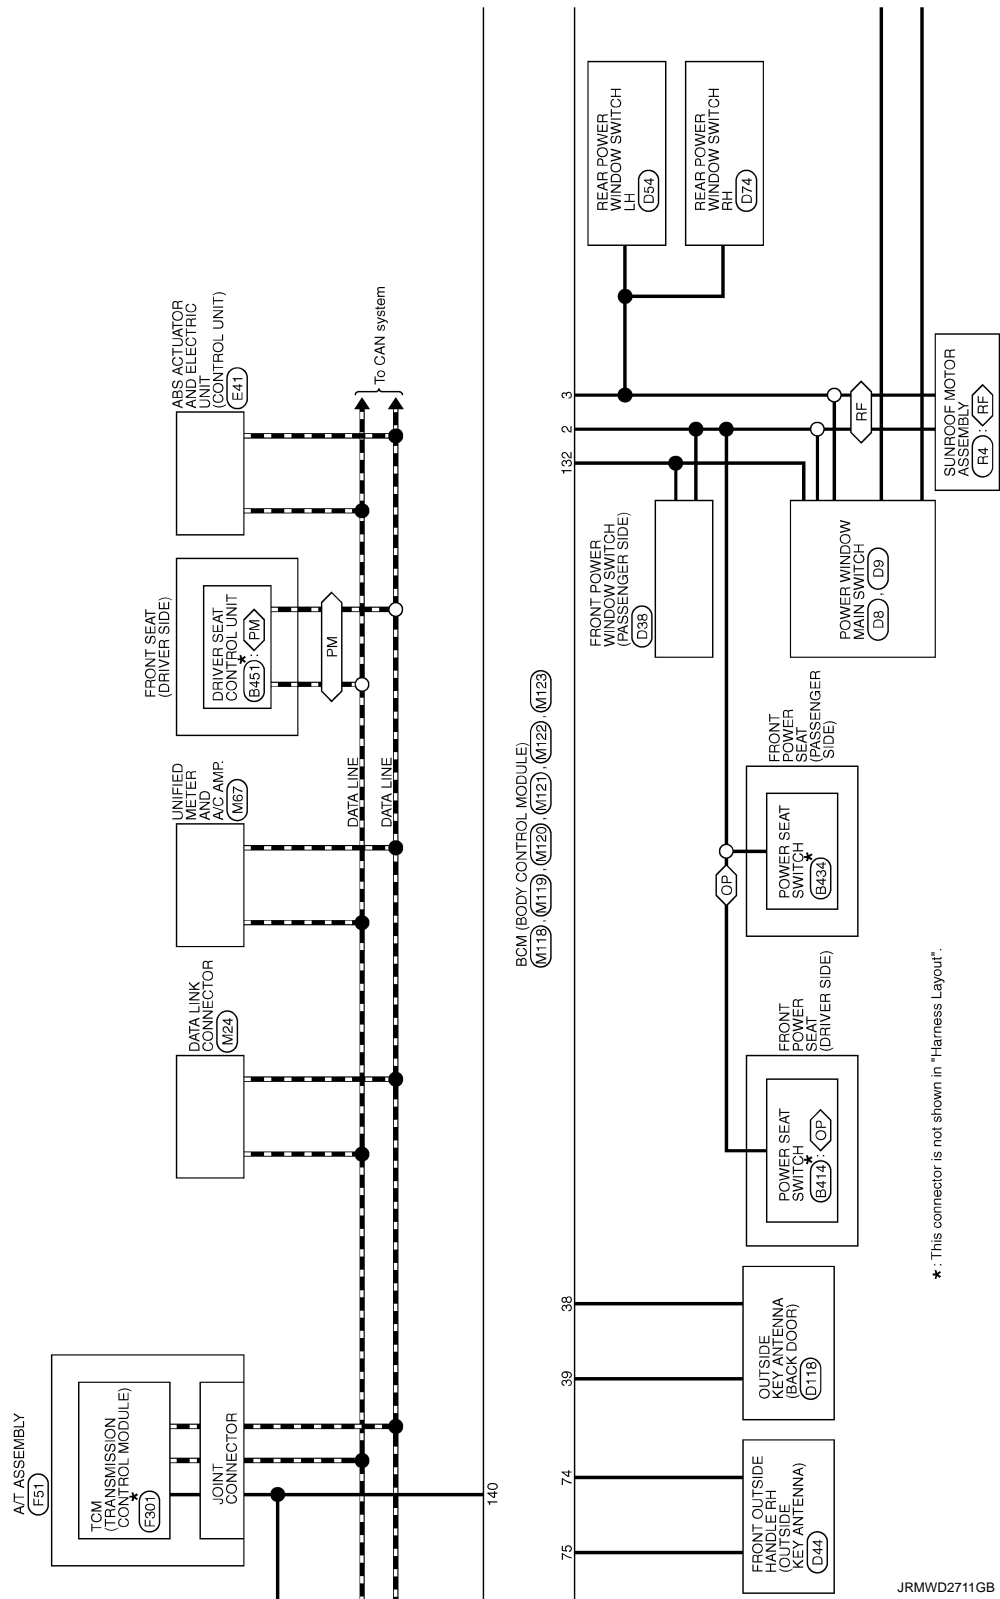 A/T ASSEMBLY
F51
TCM
(TRANSMISSION
CONTROL MODULE)
★
F301
JOINT
CONNECTOR
140
DATA LINK
CONNECTOR
M24
UNIFIED
METER
AND
A/C AMP.
M67
DATA LINE
DATA LINE
FRONT SEAT
(DRIVER SIDE)
DRIVER SEAT
CONTROL UNIT
★
B451 : PM
PM
ABS ACTUATOR
AND ELECTRIC
UNIT
(CONTROL UNIT)
E41
To CAN system
BCM (BODY CONTROL MODULE)
M118 , M119 , M120 , M121 , M122 , M123
75
74
39
38
132
2
3
FRONT OUTSIDE
HANDLE RH
(OUTSIDE
KEY ANTENNA)
D44
OUTSIDE
KEY ANTENNA
(BACK DOOR)
D118
FRONT
POWER
SEAT
(DRIVER SIDE)
POWER SEAT
SWITCH
★
B414 : OP
OP
FRONT
POWER
SEAT
(PASSENGER
SIDE)
POWER SEAT
SWITCH
★
B434
FRONT POWER
WINDOW SWITCH
(PASSENGER SIDE)
D38
POWER WINDOW
MAIN SWITCH
D8 , D9
RF
SUNROOF MOTOR
ASSEMBLY
R4 : RF
REAR POWER
WINDOW SWITCH
LH
D54
REAR POWER
WINDOW SWITCH
RH
D74
★ : This connector is not shown in "Harness Layout".
JRMWD2711GB